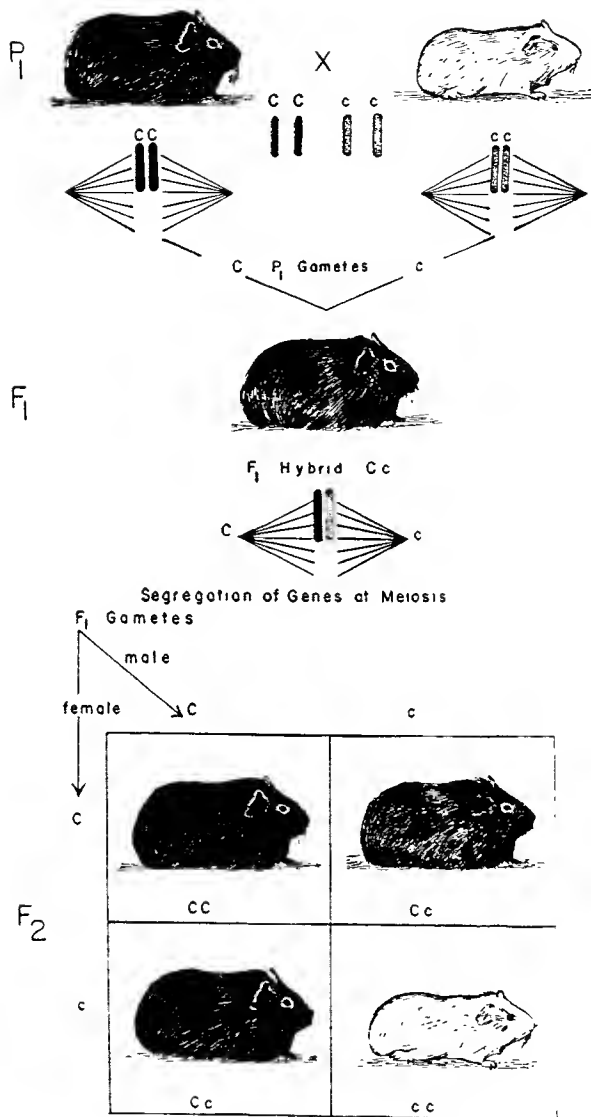 P1 X
C C c c
C C c c
C P1 Gametes c
F1
F1 Hybrid Cc
C c
Segregation of Genes at Meiosis
F1 Gametes
male
female C c
C
CC Cc
F2
c
Cc cc